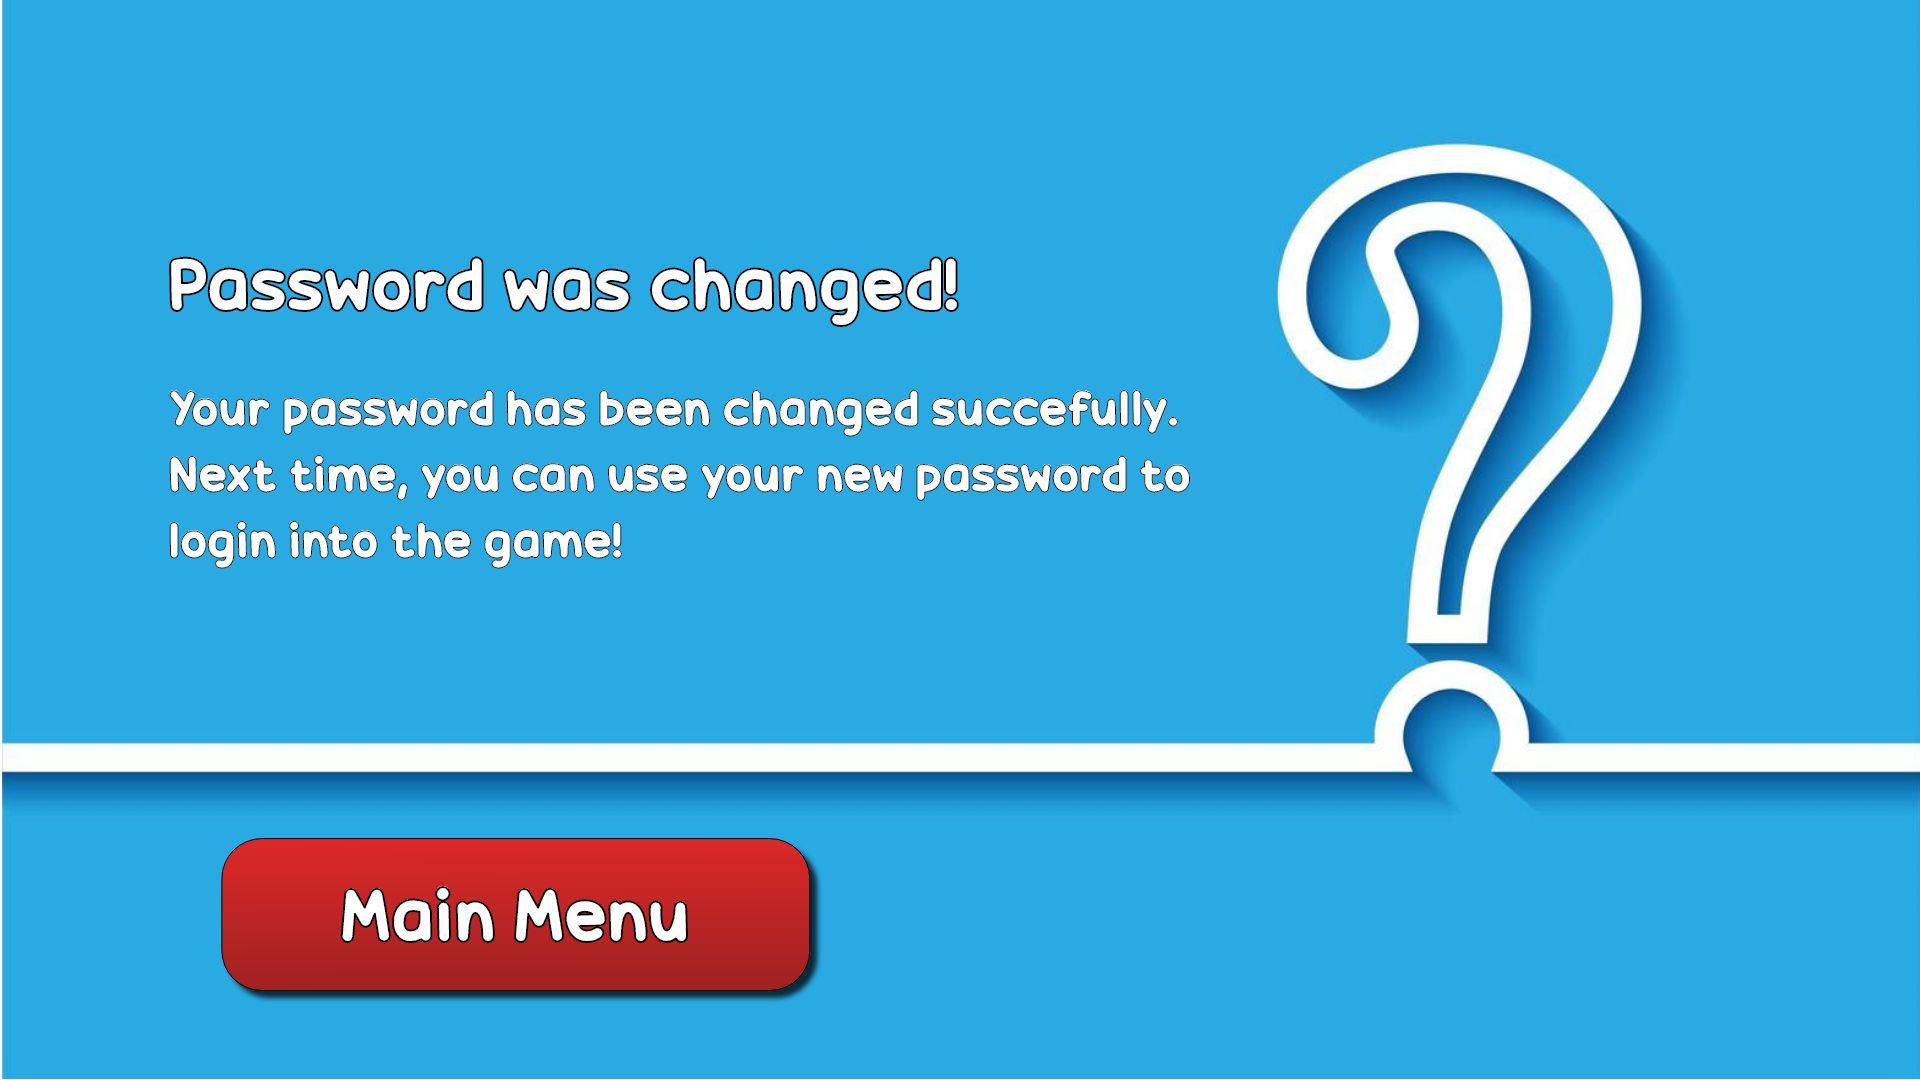 Password was changed!
Your password has been changed succefully.
Next time, you can use your new password to
login into the game!
Main Menu